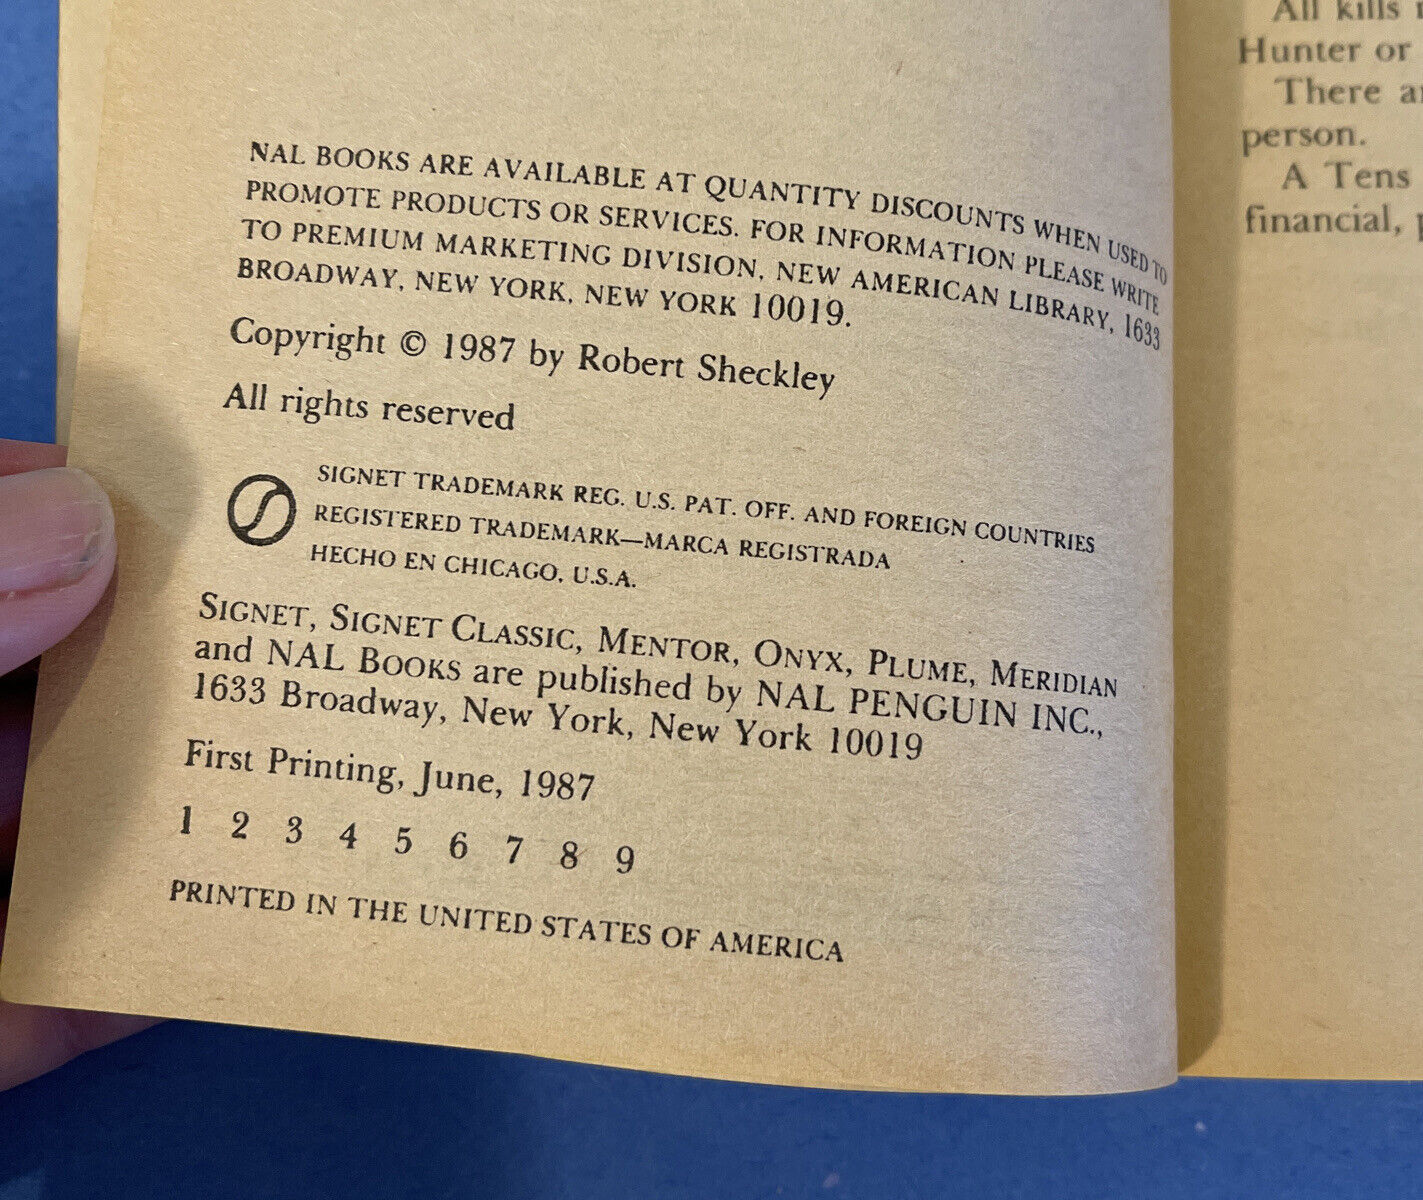 NAL BOOKS ARE AVAILABLE AT QUANTITY DISCOUNTS WHEN USED TO
PROMOTE PRODUCTS OR SERVICES. FOR INFORMATION PLEASE WRITE
TO PREMIUM MARKETING DIVISION, NEW AMERICAN LIBRARY, 1633
BROADWAY, NEW YORK, NEW YORK 10019.
Copyright © 1987 by Robert Sheckley
All rights reserved
SIGNET TRADEMARK REG. U.S. PAT. OFF. AND FOREIGN COUNTRIES
REGISTERED TRADEMARK—MARCA REGISTRADA
HECHO EN CHICAGO, U.S.A.
SIGNET, SIGNET CLASSIC, MENTOR, ONYX, PLUME, MERIDIAN
and NAL BOOKS are published by NAL PENGUIN INC.,
1633 Broadway, New York, New York 10019
First Printing, June, 1987
1 2 3 4 5 6 7 8 9
PRINTED IN THE UNITED STATES OF AMERICA
All kills
Hunter or
There
person.
A Tens
financial,